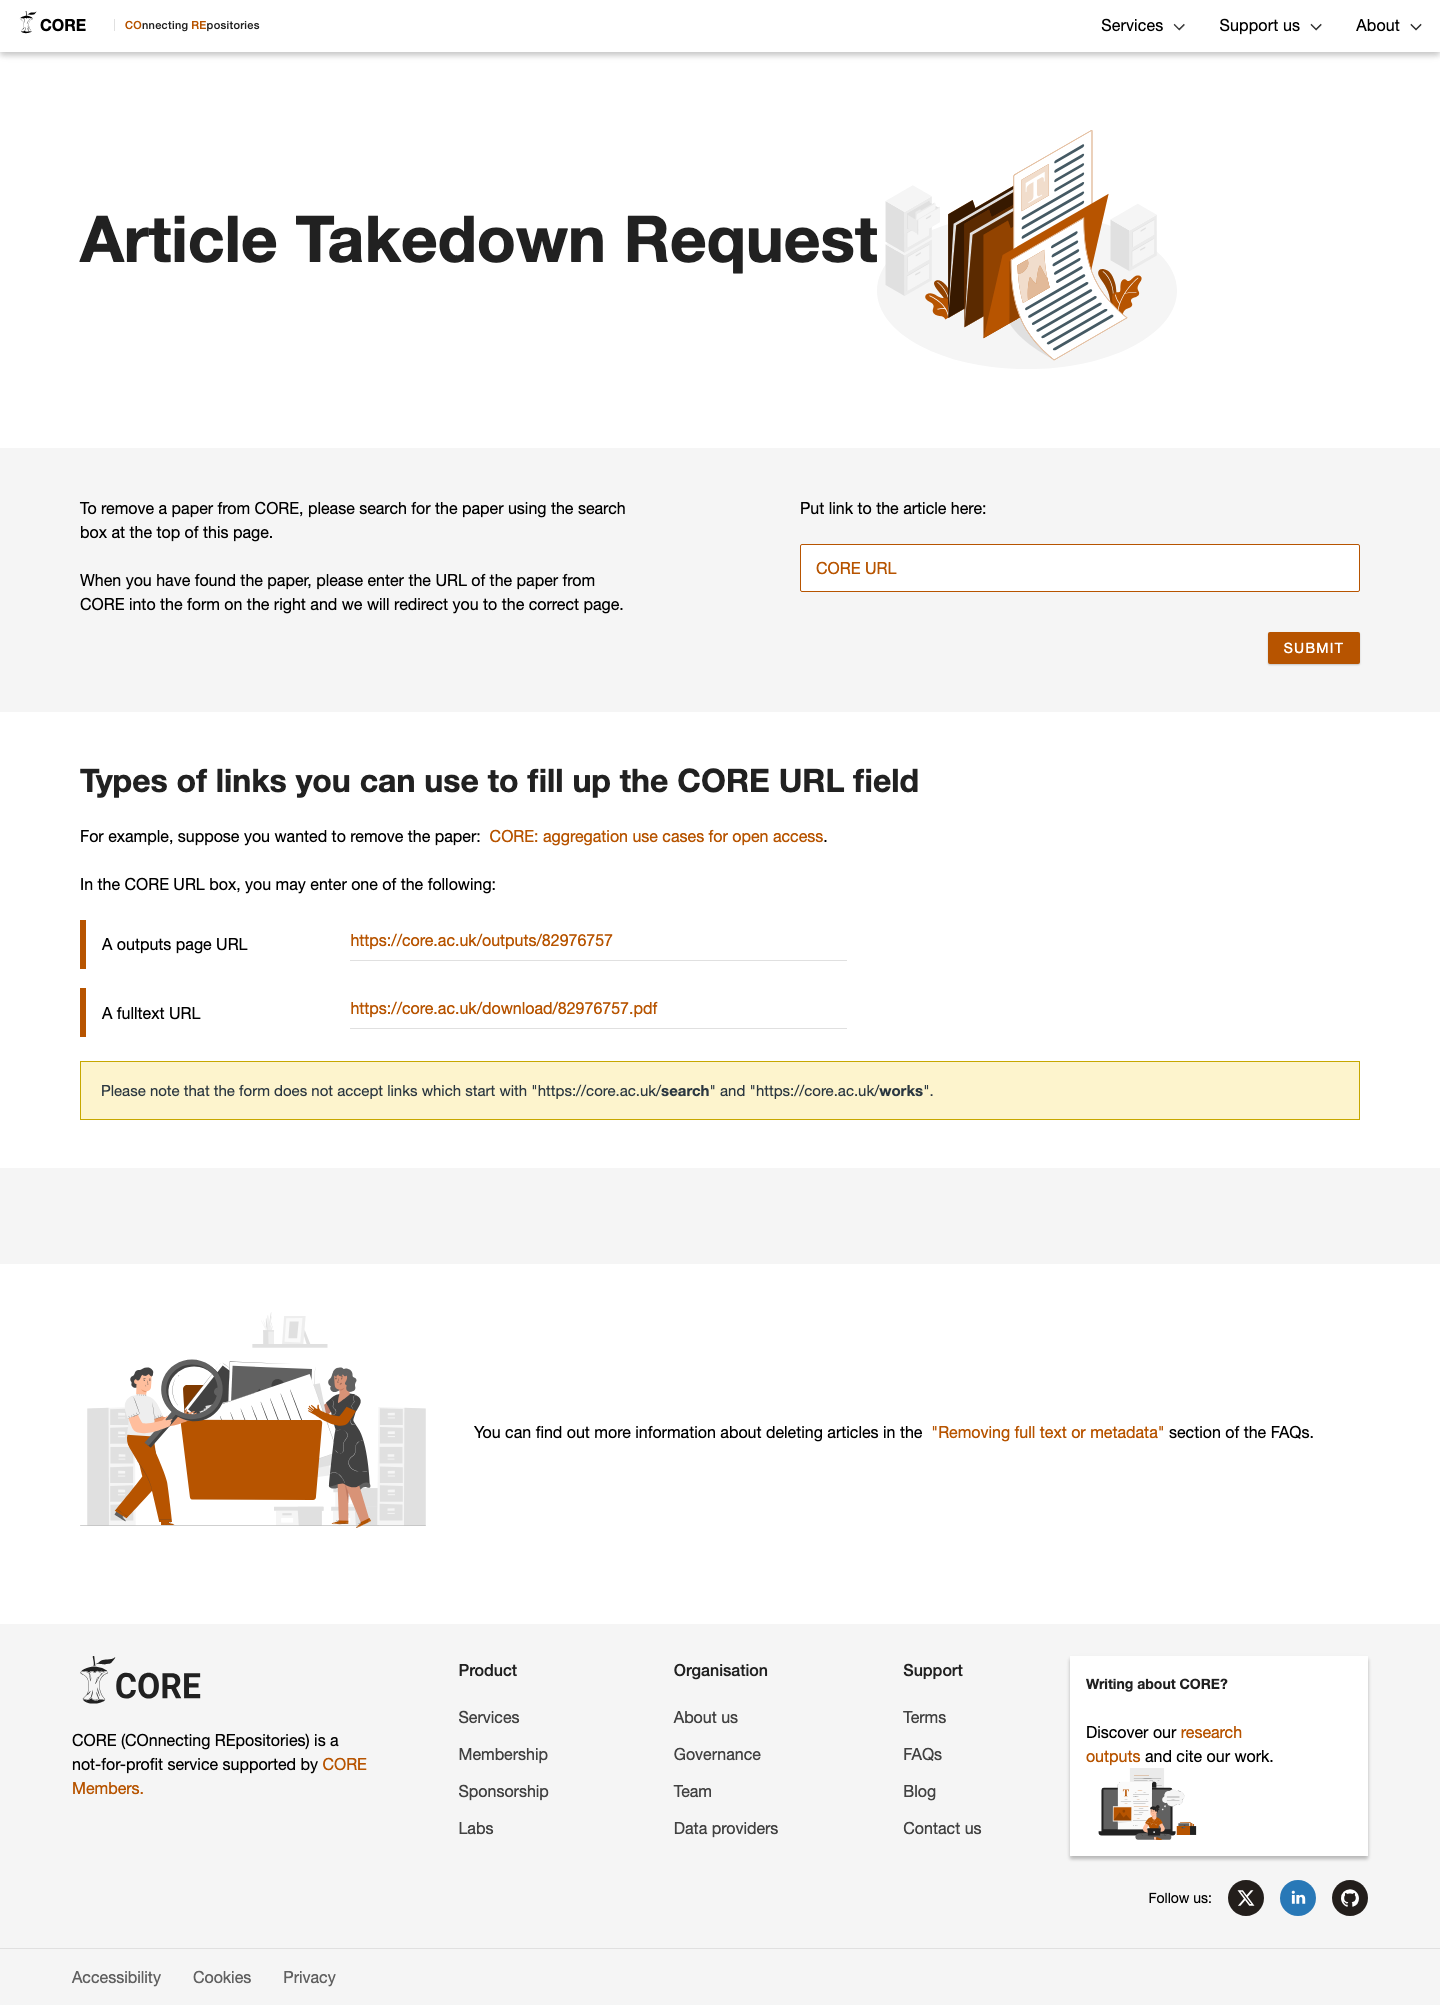 CORE
COnnecting REpositories
Services
Support us
About
Article Takedown Request
To remove a paper from CORE, please search for the paper using the search
box at the top of this page.
When you have found the paper, please enter the URL of the paper from
CORE into the form on the right and we will redirect you to the correct page.
Put link to the article here:
CORE URL
SUBMIT
Types of links you can use to fill up the CORE URL field
For example, suppose you wanted to remove the paper: CORE: aggregation use cases for open access.
In the CORE URL box, you may enter one of the following:
A outputs page URL
https://core.ac.uk/outputs/82976757
A fulltext URL
https://core.ac.uk/download/82976757.pdf
Please note that the form does not accept links which start with "https://core.ac.uk/search" and "https://core.ac.uk/works".
You can find out more information about deleting articles in the "Removing full text or metadata" section of the FAQs.
CORE
CORE (COnnecting REpositories) is a
not-for-profit service supported by CORE
Members.
Product
Services
Membership
Sponsorship
Labs
Organisation
About us
Governance
Team
Data providers
Support
Terms
FAQs
Blog
Contact us
Writing about CORE?
Discover our research
outputs and cite our work.
Follow us:
Accessibility
Cookies
Privacy